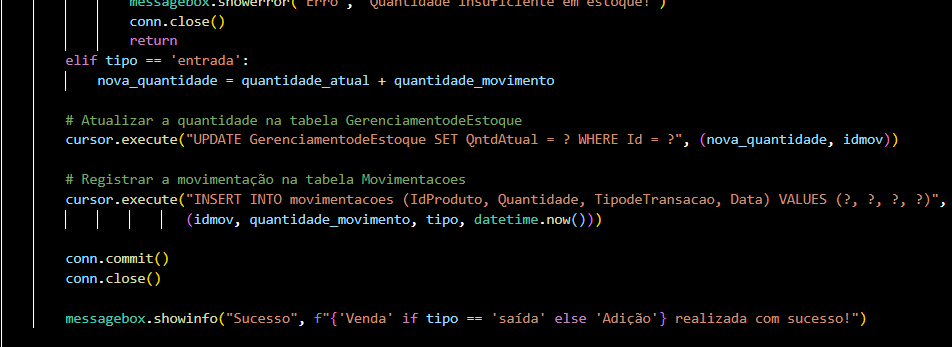 messagebox.showerror("Erro", "Quantidade insuficiente em estoque!")
conn.close()
return
elif tipo == 'entrada':
nova_quantidade = quantidade_atual + quantidade_movimento
# Atualizar a quantidade na tabela GerenciamentodeEstoque
cursor.execute("UPDATE GerenciamentodeEstoque SET QntdAtual = ? WHERE Id = ?", (nova_quantidade, idmov))
# Registrar a movimentação na tabela Movimentacoes
cursor.execute("INSERT INTO movimentacoes (IdProduto, Quantidade, TipodeTransacao, Data) VALUES (?, ?, ?, ?)",
(idmov, quantidade_movimento, tipo, datetime.now()))
conn.commit()
conn.close()
messagebox.showinfo("Sucesso", f"{'Venda' if tipo == 'saída' else 'Adição'} realizada com sucesso!")